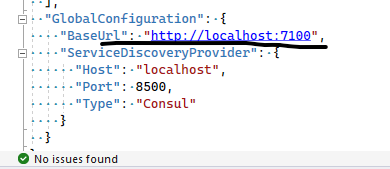 ],
"GlobalConfiguration": {
"BaseUrl": "http://localhost:7100",
"ServiceDiscoveryProvider": {
"Host": "localhost",
"Port": 8500,
"Type": "Consul"
}
}
No issues found